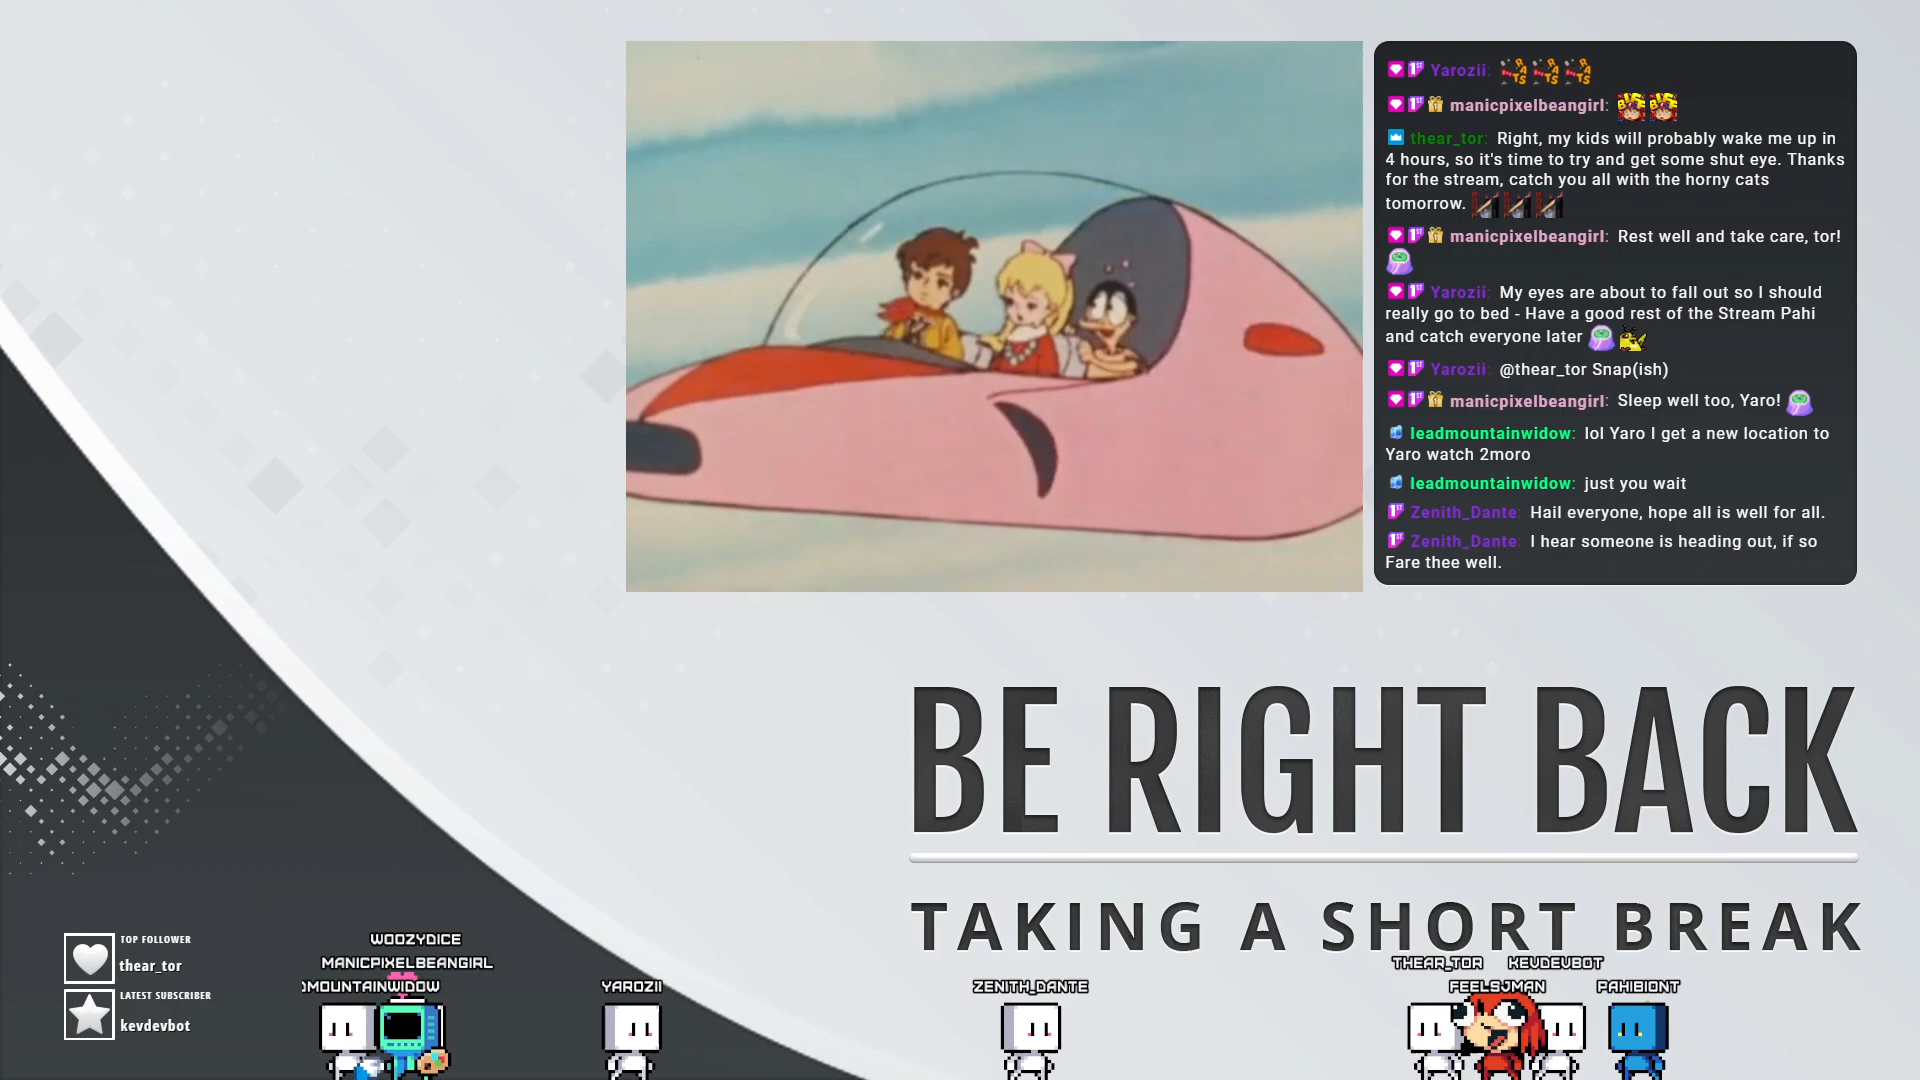 Yarozii:
manicpixelbeangirl:
thear_tor: Right, my kids will probably wake me up in
4 hours, so it's time to try and get some shut eye. Thanks
for the stream, catch you all with the horny cats
tomorrow.
manicpixelbeangirl: Rest well and take care, tor!
Yarozii: My eyes are about to fall out so I should
really go to bed - Have a good rest of the Stream Pahi
and catch everyone later
Yarozii: @thear_tor Snap(ish)
manicpixelbeangirl: Sleep well too, Yaro!
leadmountainwidow: lol Yaro I get a new location to
Yaro watch 2moro
leadmountainwidow: just you wait
Zenith_Dante: Hail everyone, hope all is well for all.
Zenith_Dante: I hear someone is heading out, if so
Fare thee well.
BE RIGHT BACK
TAKING A SHORT BREAK
TOP FOLLOWER
thear_tor
LATEST SUBSCRIBER
kevdevbot
WOOZYDICE
MANICPIXELBEANGIRL
MOUNTAINWIDOW
YAROZII
ZENITH_DANTE
THEAR_TOR
KEVDEVBOT
FEELSJMAN
PAHIBIONT